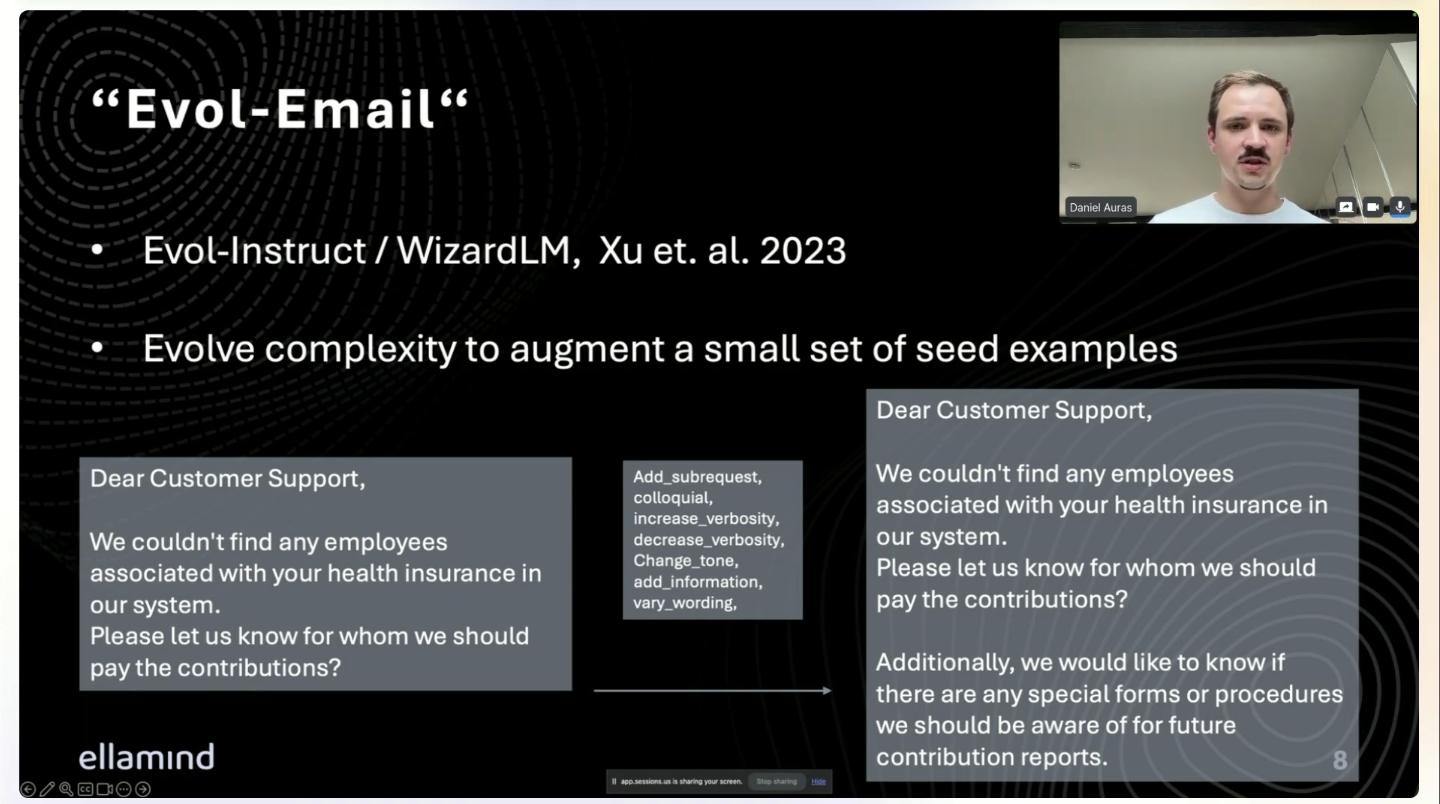 “Evol-Email“
Daniel Auras
• Evol-Instruct / WizardLM, Xu et. al. 2023
• Evolve complexity to augment a small set of seed examples
Dear Customer Support,
We couldn't find any employees
associated with your health insurance in
our system.
Please let us know for whom we should
pay the contributions?
Add_subrequest,
colloquial,
increase_verbosity,
decrease_verbosity,
Change_tone,
add_information,
vary_wording,
Dear Customer Support,
We couldn't find any employees
associated with your health insurance in
our system.
Please let us know for whom we should
pay the contributions?
Additionally, we would like to know if
there are any special forms or procedures
we should be aware of for future
contribution reports.
ellamind
8
app.sessions.us is sharing your screen. Stop sharing Hide
CC